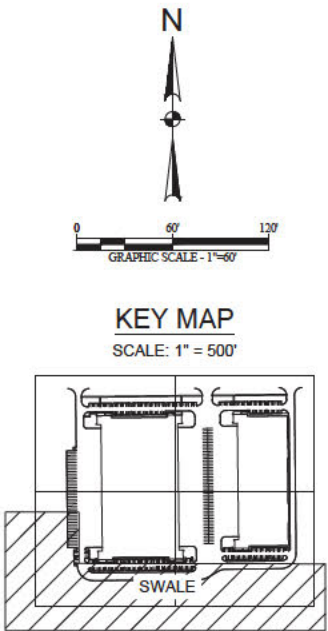 N
0 60' 120'
GRAPHIC SCALE - 1"=60'
KEY MAP
SCALE: 1" = 500'
SWALE